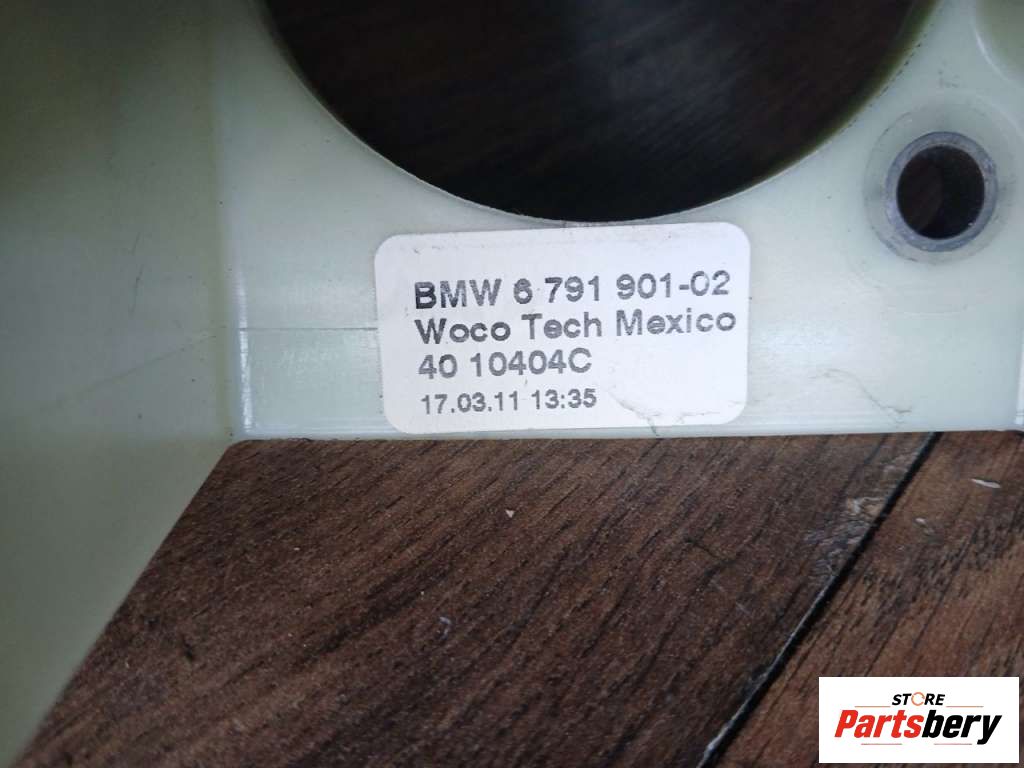 BMW 6 791 901-02
Woco Tech Mexico
40 10404C
17.03.11 13:35
STORE
Partsbery